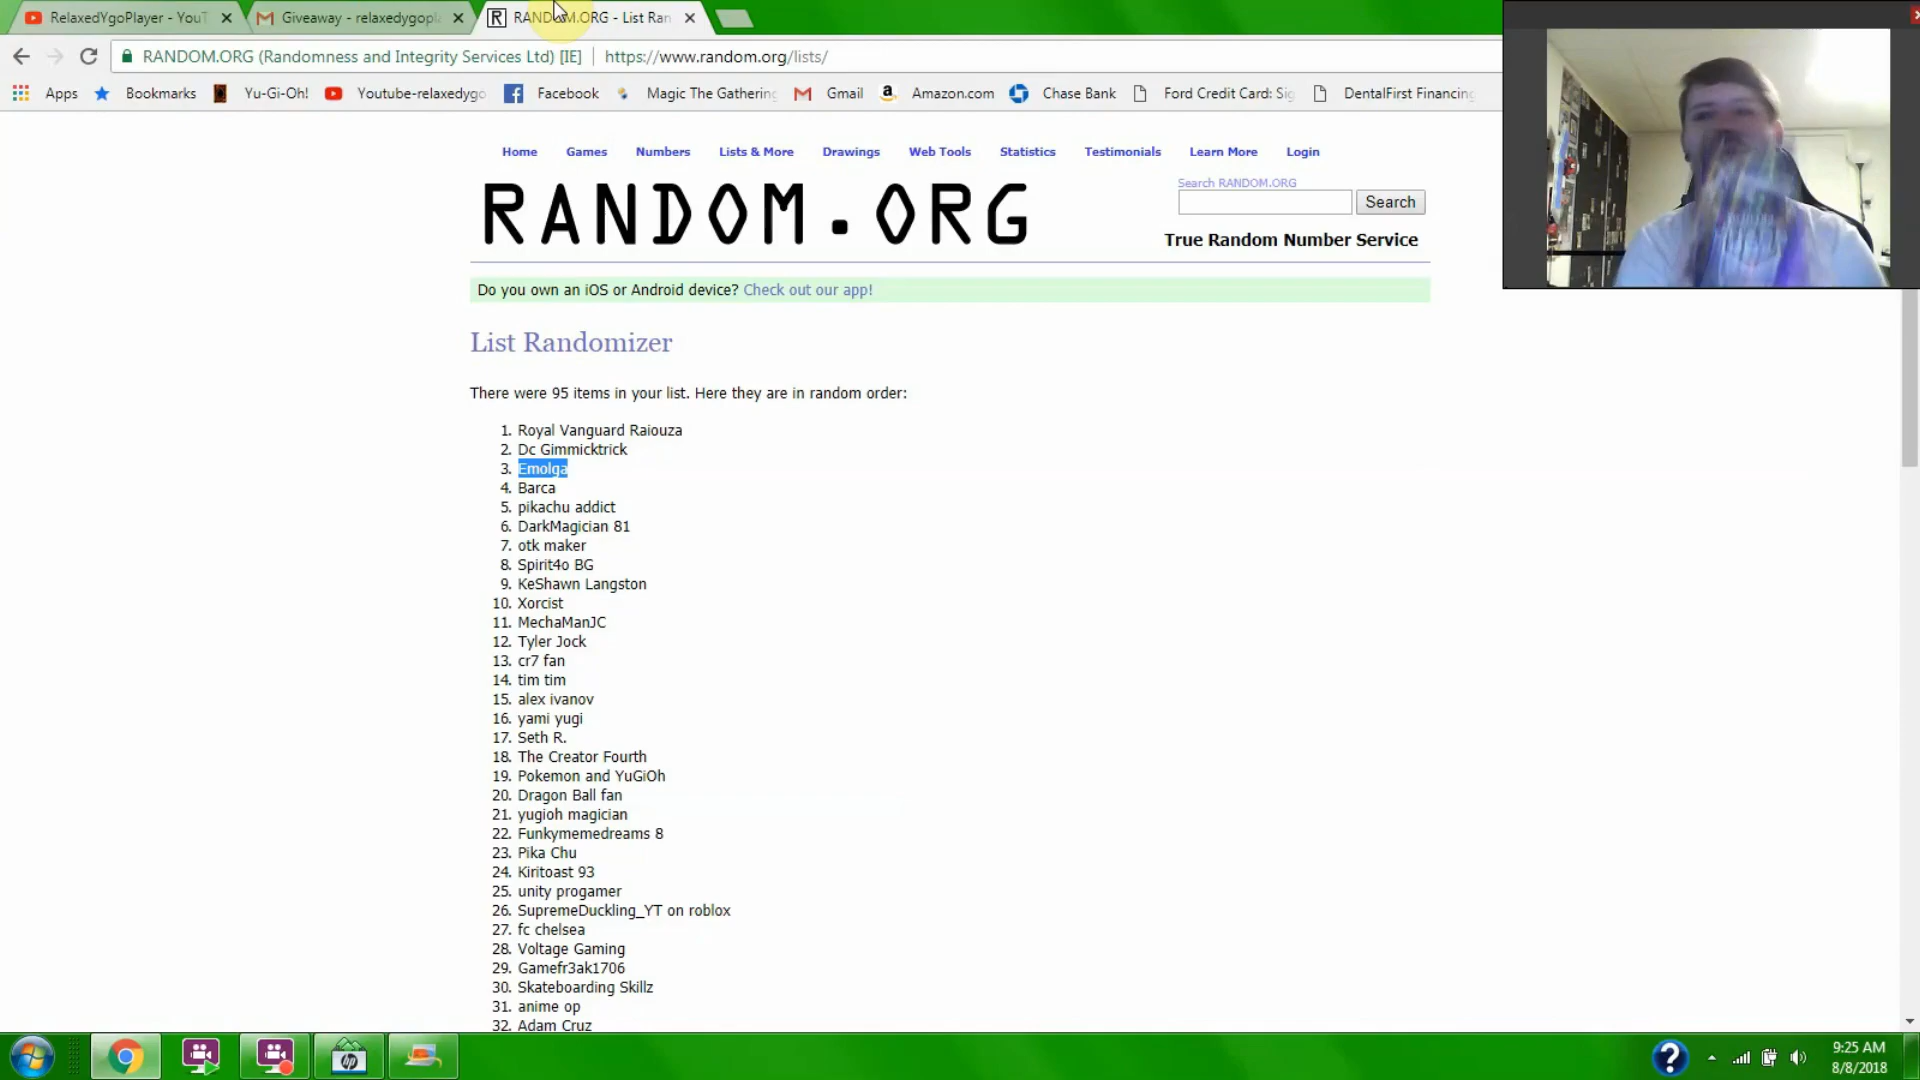 RelaxedYgoPlayer - YouT
Giveaway - relaxedygopl
RANDOM.ORG - List Ran
RANDOM.ORG (Randomness and Integrity Services Ltd) [IE] https://www.random.org/lists/
Apps Bookmarks Yu-Gi-Oh! Youtube-relaxedygo Facebook Magic The Gathering Gmail Amazon.com Chase Bank Ford Credit Card: Sig DentalFirst Financing
Home Games Numbers Lists & More Drawings Web Tools Statistics Testimonials Learn More Login
RANDOM.ORG
Search RANDOM.ORG
Search
True Random Number Service
Do you own an iOS or Android device? Check out our app!
List Randomizer
There were 95 items in your list. Here they are in random order:
1. Royal Vanguard Raiouza
2. Dc Gimmicktrick
3. Emolga
4. Barca
5. pikachu addict
6. DarkMagician 81
7. otk maker
8. Spirit4o BG
9. KeShawn Langston
10. Xorcist
11. MechaManJC
12. Tyler Jock
13. cr7 fan
14. tim tim
15. alex ivanov
16. yami yugi
17. Seth R.
18. The Creator Fourth
19. Pokemon and YuGiOh
20. Dragon Ball fan
21. yugioh magician
22. Funkymemedreams 8
23. Pika Chu
24. Kiritoast 93
25. unity progamer
26. SupremeDuckling_YT on roblox
27. fc chelsea
28. Voltage Gaming
29. Gamefr3ak1706
30. Skateboarding Skillz
31. anime op
32. Adam Cruz
9:25 AM
8/8/2018